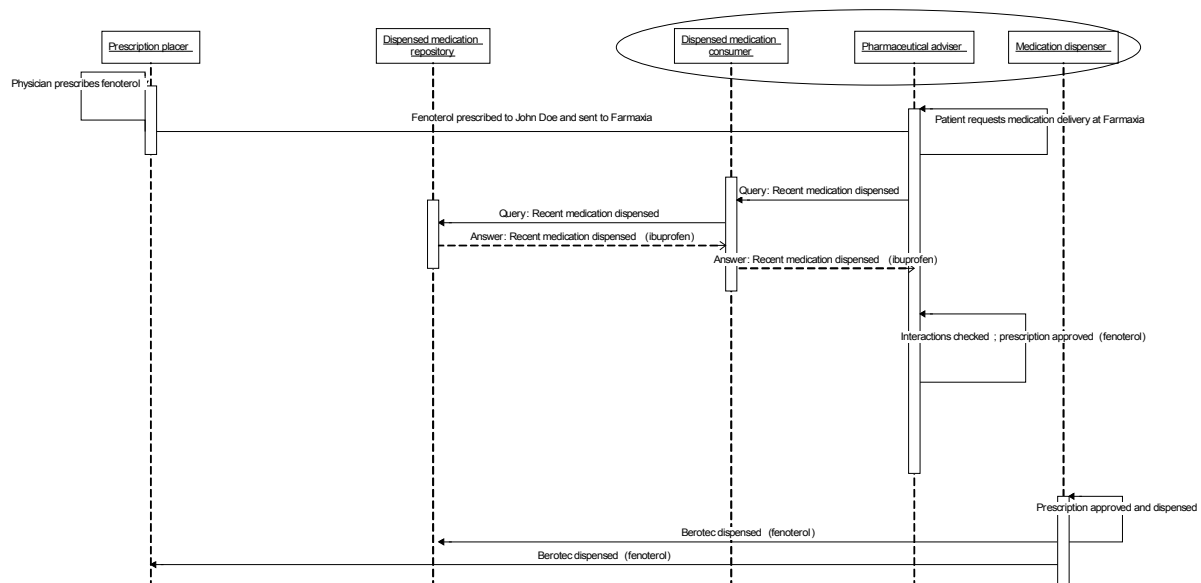 Prescription placer
Dispensed medication
repository
Dispensed medication
consumer
Pharmaceutical adviser
Medication dispenser
Physician prescribes fenoterol
Fenoterol prescribed to John Doe and sent to Farmaxia
Patient requests medication delivery at Farmaxia
Query: Recent medication dispensed
Query: Recent medication dispensed
Answer: Recent medication dispensed (ibuprofen)
Answer: Recent medication dispensed (ibuprofen)
Interactions checked ; prescription approved (fenoterol)
Prescription approved and dispensed
Berotec dispensed (fenoterol)
Berotec dispensed (fenoterol)